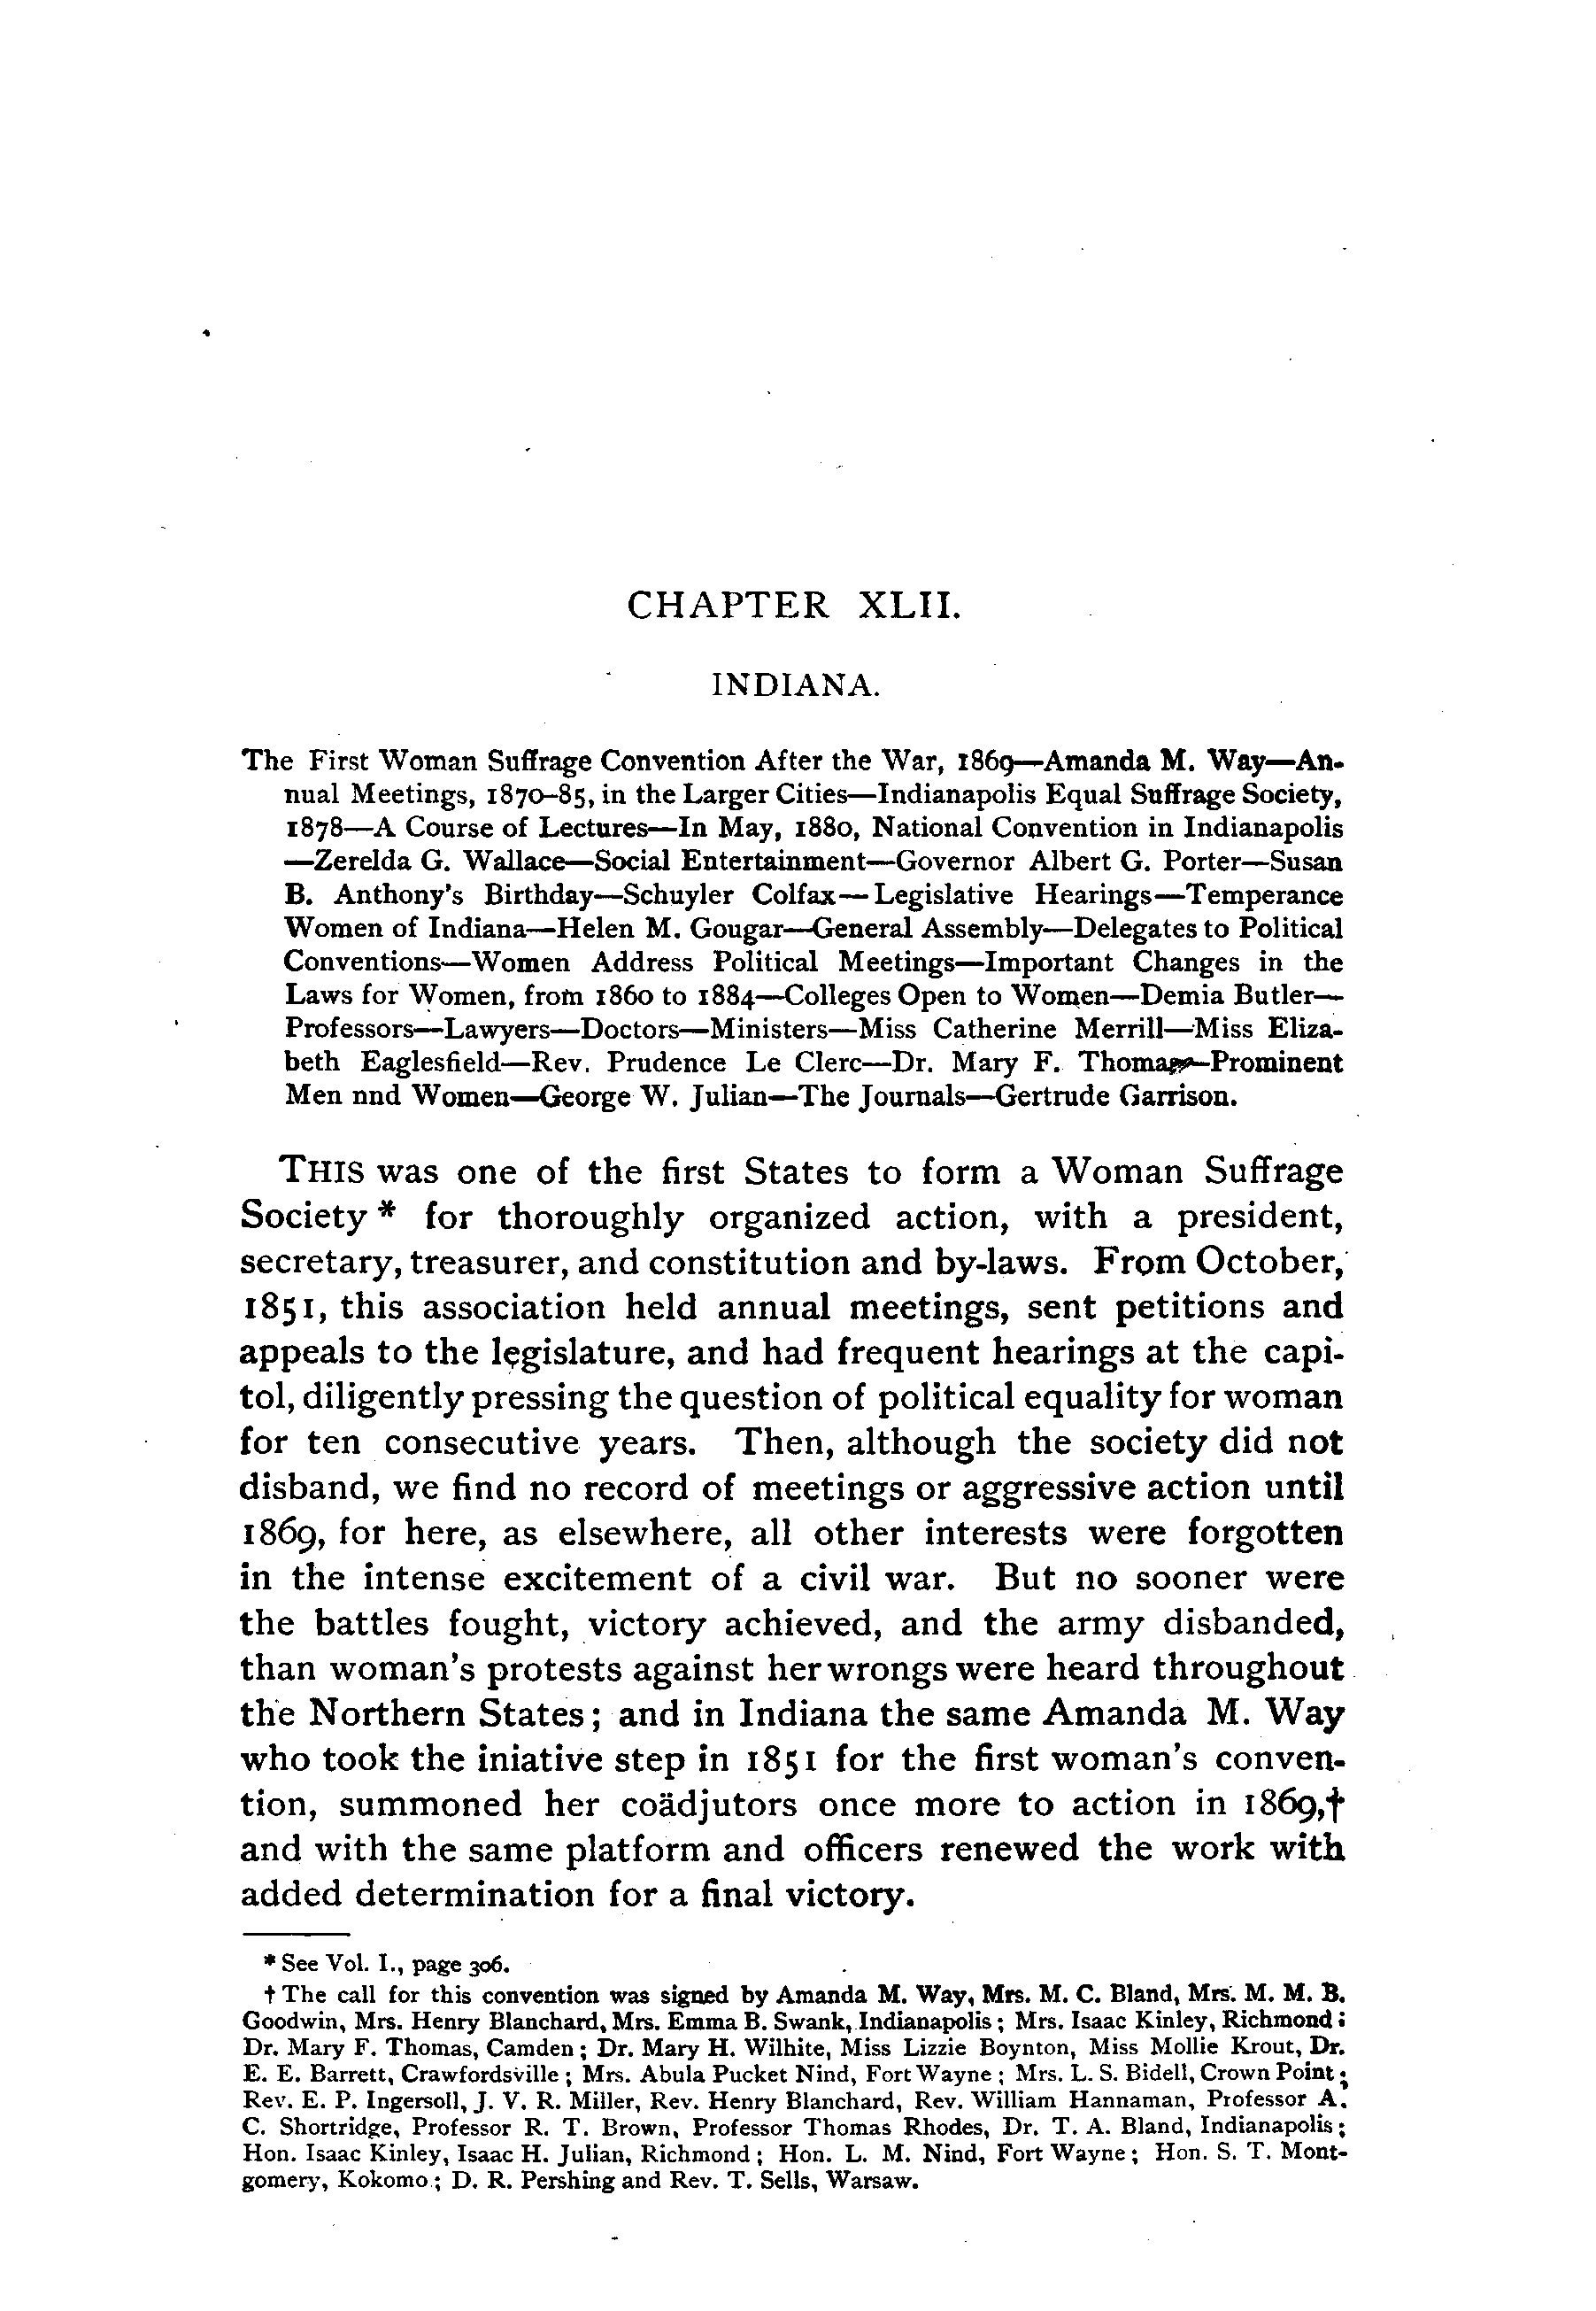 CHAPTER XLII.
INDIANA.
The First Woman Suffrage Convention After the War, 1869—Amanda M. Way—An-
nual Meetings, 1870-85, in the Larger Cities—Indianapolis Equal Suffrage Society,
1878—A Course of Lectures—In May, 1880, National Convention in Indianapolis
—Zerelda G. Wallace—Social Entertainment—Governor Albert G. Porter—Susan
B. Anthony's Birthday—Schuyler Colfax—Legislative Hearings—Temperance
Women of Indiana—Helen M. Gougar—General Assembly—Delegates to Political
Conventions—Women Address Political Meetings—Important Changes in the
Laws for Women, from 1860 to 1884—Colleges Open to Women—Demia Butler—
Professors—Lawyers—Doctors—Ministers—Miss Catherine Merrill—Miss Eliza-
beth Eaglesfield—Rev. Prudence Le Clerc—Dr. Mary F. Thomas—Prominent
Men nnd Women—George W. Julian—The Journals—Gertrude Garrison.
THIS was one of the first States to form a Woman Suffrage
Society * for thoroughly organized action, with a president,
secretary, treasurer, and constitution and by-laws. From October,
1851, this association held annual meetings, sent petitions and
appeals to the legislature, and had frequent hearings at the capi-
tol, diligently pressing the question of political equality for woman
for ten consecutive years. Then, although the society did not
disband, we find no record of meetings or aggressive action until
1869, for here, as elsewhere, all other interests were forgotten
in the intense excitement of a civil war. But no sooner were
the battles fought, victory achieved, and the army disbanded,
than woman's protests against her wrongs were heard throughout
the Northern States; and in Indiana the same Amanda M. Way
who took the iniative step in 1851 for the first woman's conven-
tion, summoned her coädjutors once more to action in 1869,†
and with the same platform and officers renewed the work with
added determination for a final victory.
* See Vol. I., page 306.
† The call for this convention was signed by Amanda M. Way, Mrs. M. C. Bland, Mrs. M. M. B.
Goodwin, Mrs. Henry Blanchard, Mrs. Emma B. Swank, Indianapolis; Mrs. Isaac Kinley, Richmond;
Dr. Mary F. Thomas, Camden; Dr. Mary H. Wilhite, Miss Lizzie Boynton, Miss Mollie Krout, Dr.
E. E. Barrett, Crawfordsville; Mrs. Abula Pucket Nind, Fort Wayne; Mrs. L. S. Bidell, Crown Point;
Rev. E. P. Ingersoll, J. V. R. Miller, Rev. Henry Blanchard, Rev. William Hannaman, Professor A.
C. Shortridge, Professor R. T. Brown, Professor Thomas Rhodes, Dr. T. A. Bland, Indianapolis;
Hon. Isaac Kinley, Isaac H. Julian, Richmond; Hon. L. M. Nind, Fort Wayne; Hon. S. T. Mont-
gomery, Kokomo; D. R. Pershing and Rev. T. Sells, Warsaw.